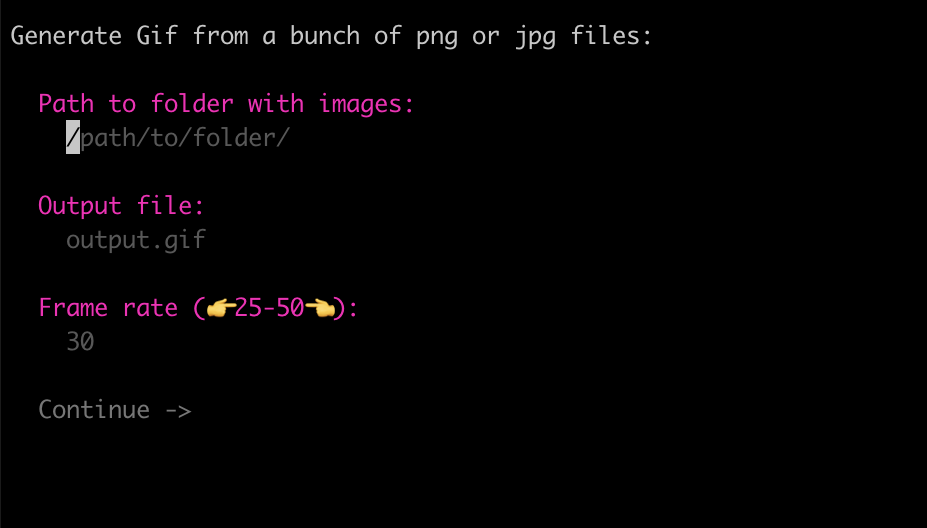 Generate Gif from a bunch of png or jpg files:
Path to folder with images:
/path/to/folder/
Output file:
output.gif
Frame rate (👉25-50👈):
30
Continue ->